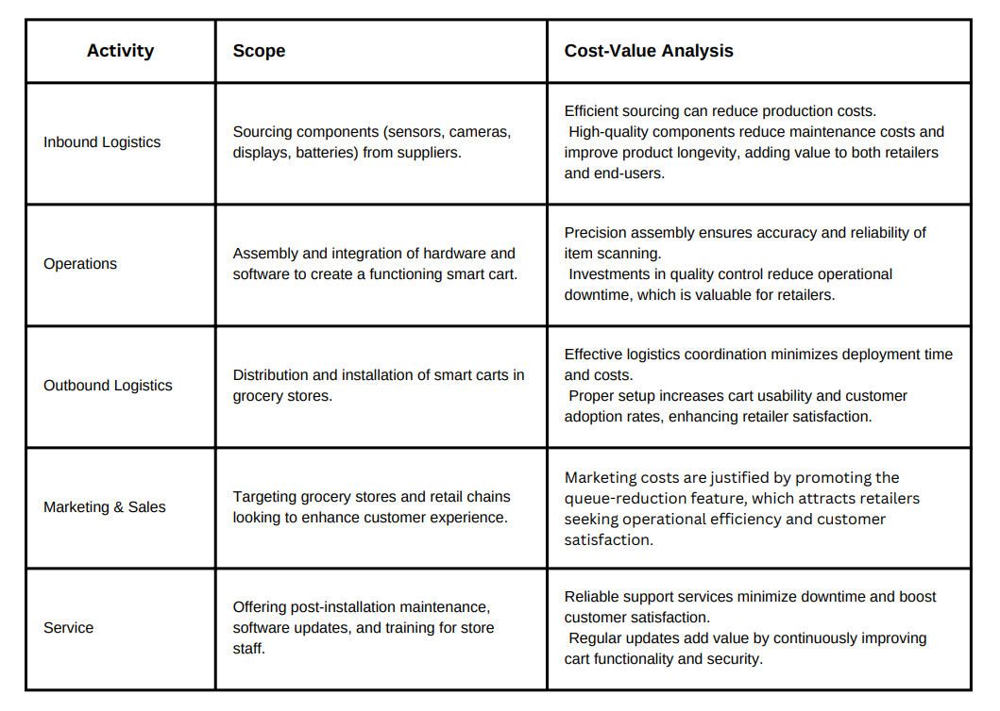 Activity
Scope
Cost-Value Analysis
Inbound Logistics
Sourcing components (sensors, cameras,
displays, batteries) from suppliers.
Efficient sourcing can reduce production costs.
High-quality components reduce maintenance costs and
improve product longevity, adding value to both retailers
and end-users.
Operations
Assembly and integration of hardware and
software to create a functioning smart cart.
Precision assembly ensures accuracy and reliability of
item scanning.
Investments in quality control reduce operational
downtime, which is valuable for retailers.
Outbound Logistics
Distribution and installation of smart carts in
grocery stores.
Effective logistics coordination minimizes deployment time
and costs.
Proper setup increases cart usability and customer
adoption rates, enhancing retailer satisfaction.
Marketing & Sales
Targeting grocery stores and retail chains
looking to enhance customer experience.
Marketing costs are justified by promoting the
queue-reduction feature, which attracts retailers
seeking operational efficiency and customer
satisfaction.
Service
Offering post-installation maintenance,
software updates, and training for store
staff.
Reliable support services minimize downtime and boost
customer satisfaction.
Regular updates add value by continuously improving
cart functionality and security.